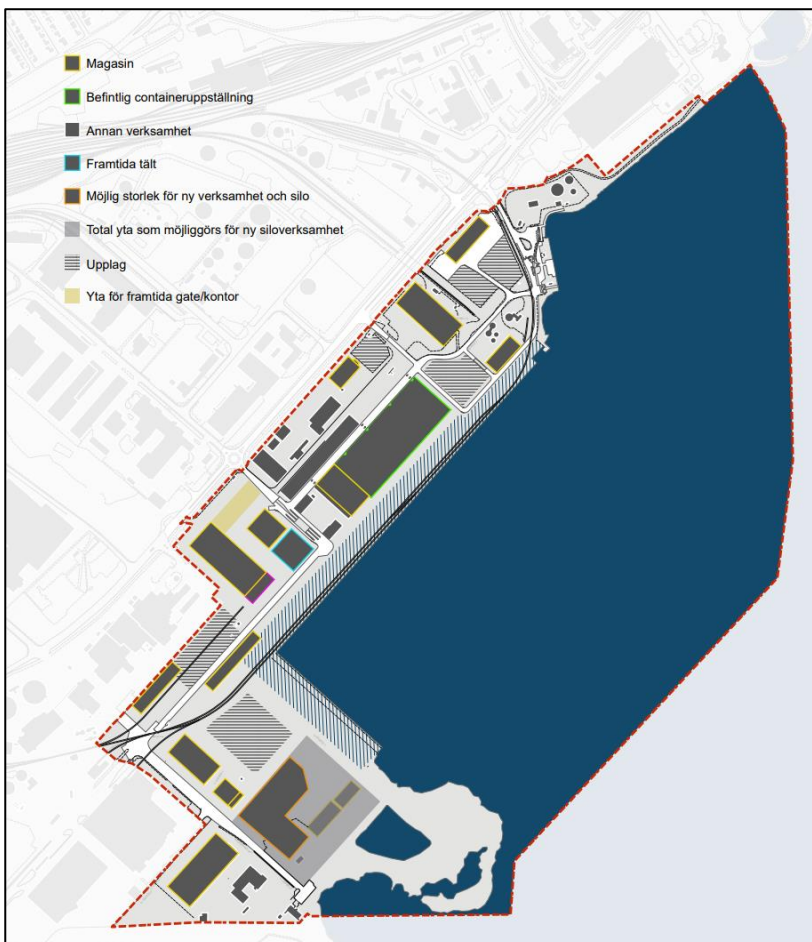 Magasin
Befintlig containeruppställning
Annan verksamhet
Framtida tält
Möjlig storlek för ny verksamhet och silo
Total yta som möjliggörs för ny siloverksamhet
Upplag
Yta för framtida gate/kontor